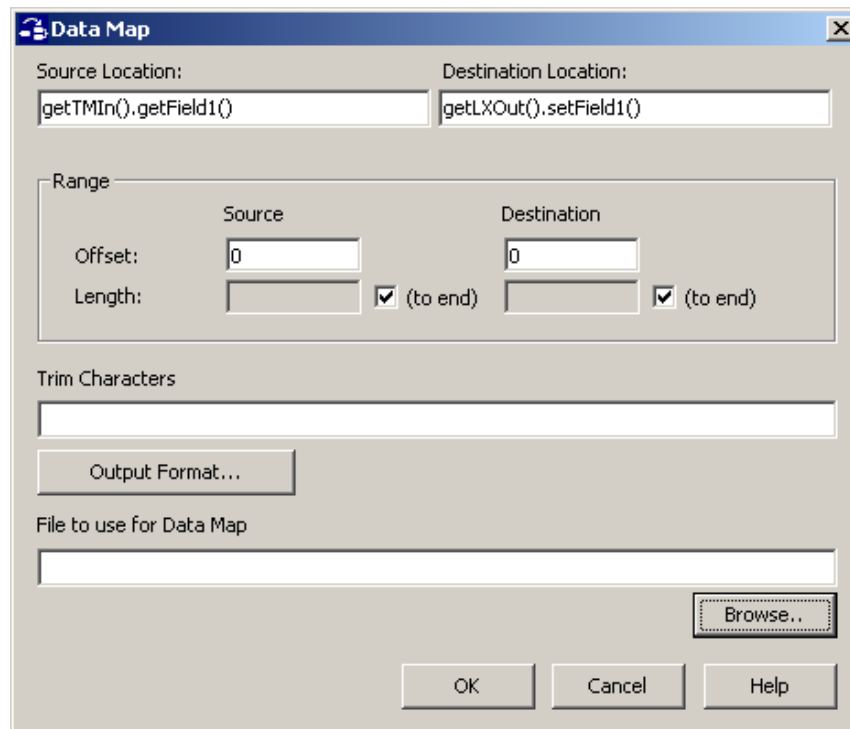 Data Map
Source Location: Destination Location:
getTMIn().getField1() getLXOut().setField1()
Range
Source Destination
Offset: 0 0
Length: (to end) (to end)
Trim Characters
Output Format...
File to use for Data Map
Browse..
OK Cancel Help